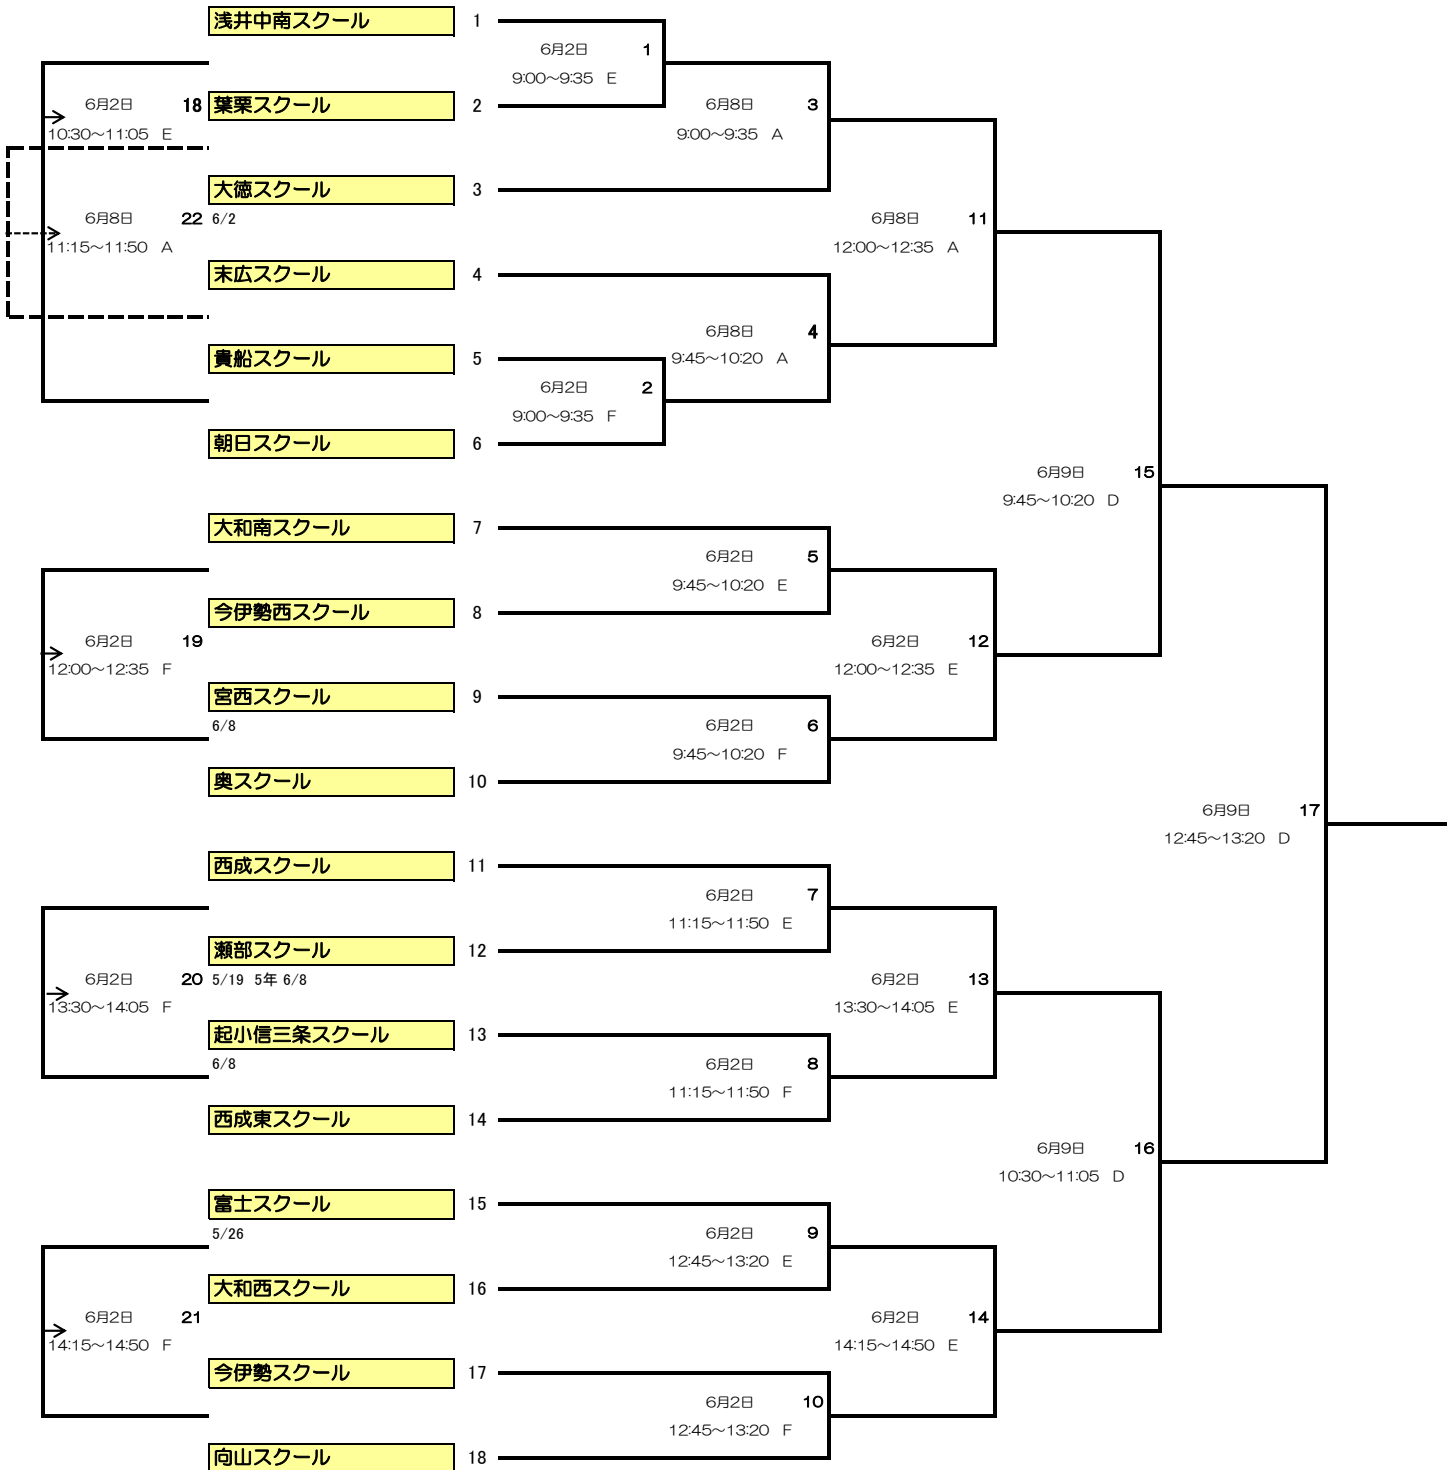 浅井中南スクール 1
6月2日 1
9:00～9:35 E
6月2日 18
10:30～11:05 E
葉栗スクール 2
6月8日 3
9:00～9:35 A
大徳スクール 3
6月8日 22 6/2
11:15～11:50 A
6月8日 11
12:00～12:35 A
末広スクール 4
6月8日 4
9:45～10:20 A
貴船スクール 5
6月2日 2
9:00～9:35 F
朝日スクール 6
6月9日 15
9:45～10:20 D
大和南スクール 7
6月2日 5
9:45～10:20 E
今伊勢西スクール 8
6月2日 19
12:00～12:35 F
6月2日 12
12:00～12:35 E
宮西スクール 9
6/8
6月2日 6
9:45～10:20 F
奥スクール 10
6月9日 17
12:45～13:20 D
西成スクール 11
6月2日 7
11:15～11:50 E
瀬部スクール 12
6月2日 20 5/19 5年 6/8
13:30～14:05 F
6月2日 13
13:30～14:05 E
起小信三条スクール 13
6/8
6月2日 8
11:15～11:50 F
西成東スクール 14
6月9日 16
10:30～11:05 D
富士スクール 15
5/26
6月2日 9
12:45～13:20 E
大和西スクール 16
6月2日 21
14:15～14:50 F
6月2日 14
14:15～14:50 E
今伊勢スクール 17
6月2日 10
12:45～13:20 F
向山スクール 18